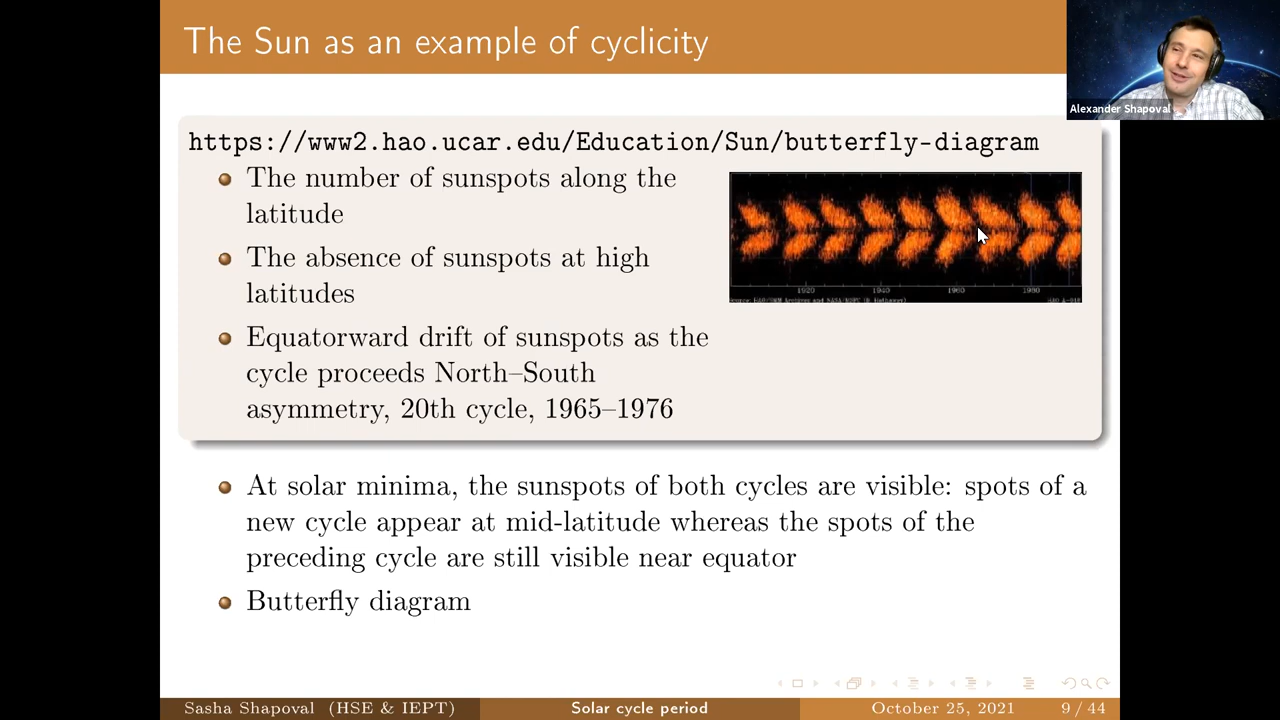 The Sun as an example of cyclicity
Alexander Shapoval
https://www2.hao.ucar.edu/Education/Sun/butterfly-diagram
The number of sunspots along the
latitude
The absence of sunspots at high
latitudes
Equatorward drift of sunspots as the
cycle proceeds North–South
asymmetry, 20th cycle, 1965–1976
1920 1940 1960 1980
At solar minima, the sunspots of both cycles are visible: spots of a
new cycle appear at mid-latitude whereas the spots of the
preceding cycle are still visible near equator
Butterfly diagram
Sasha Shapoval (HSE & IEPT) Solar cycle period October 25, 2021 9 / 44